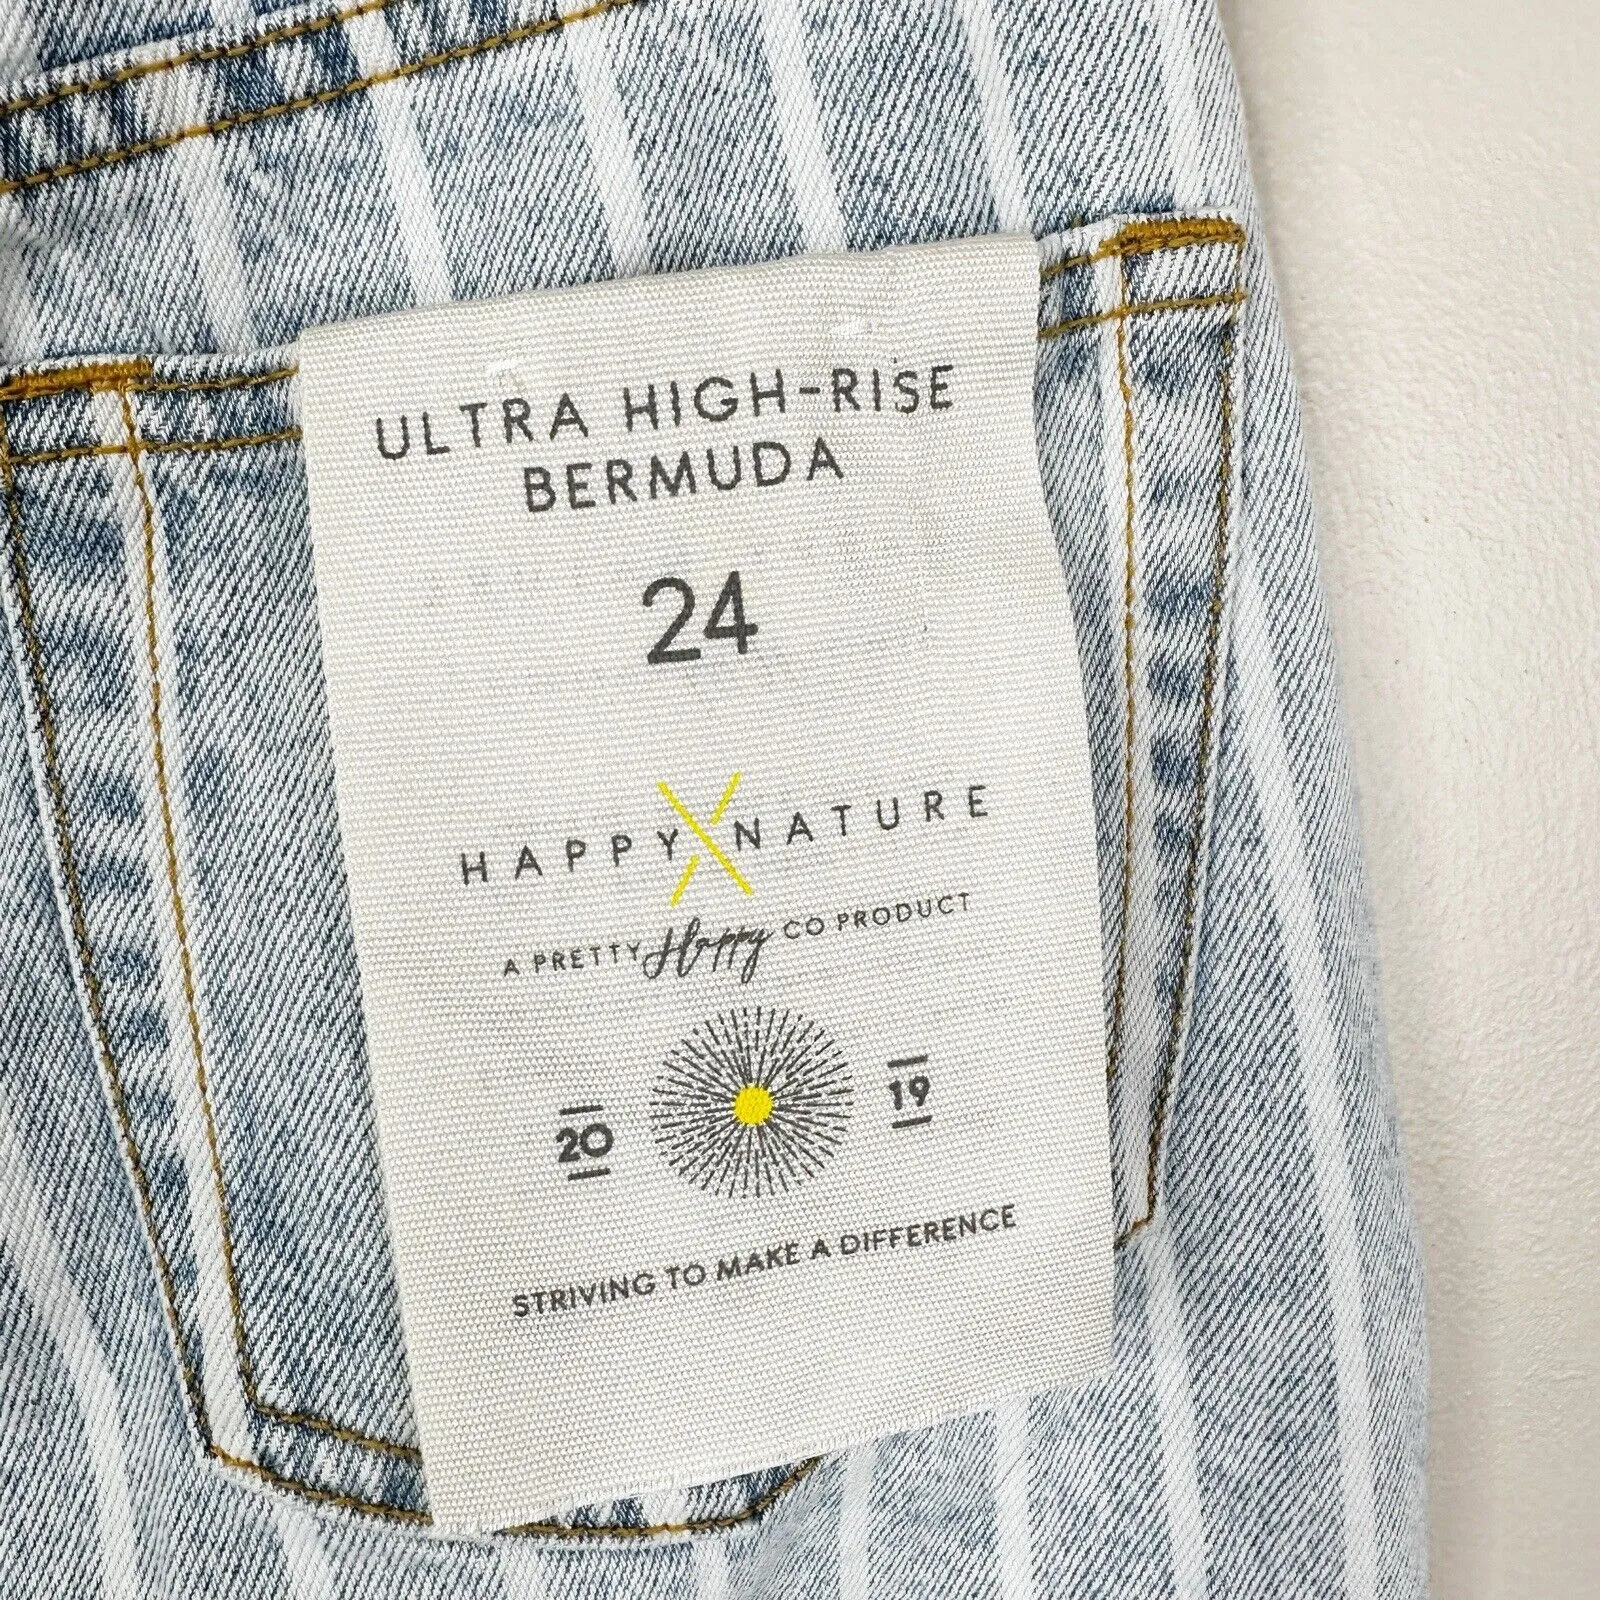 ULTRA HIGH-RISE
BERMUDA
24
HAPPY X NATURE
A PRETTY Happy CO PRODUCT
20 19
STRIVING TO MAKE A DIFFERENCE